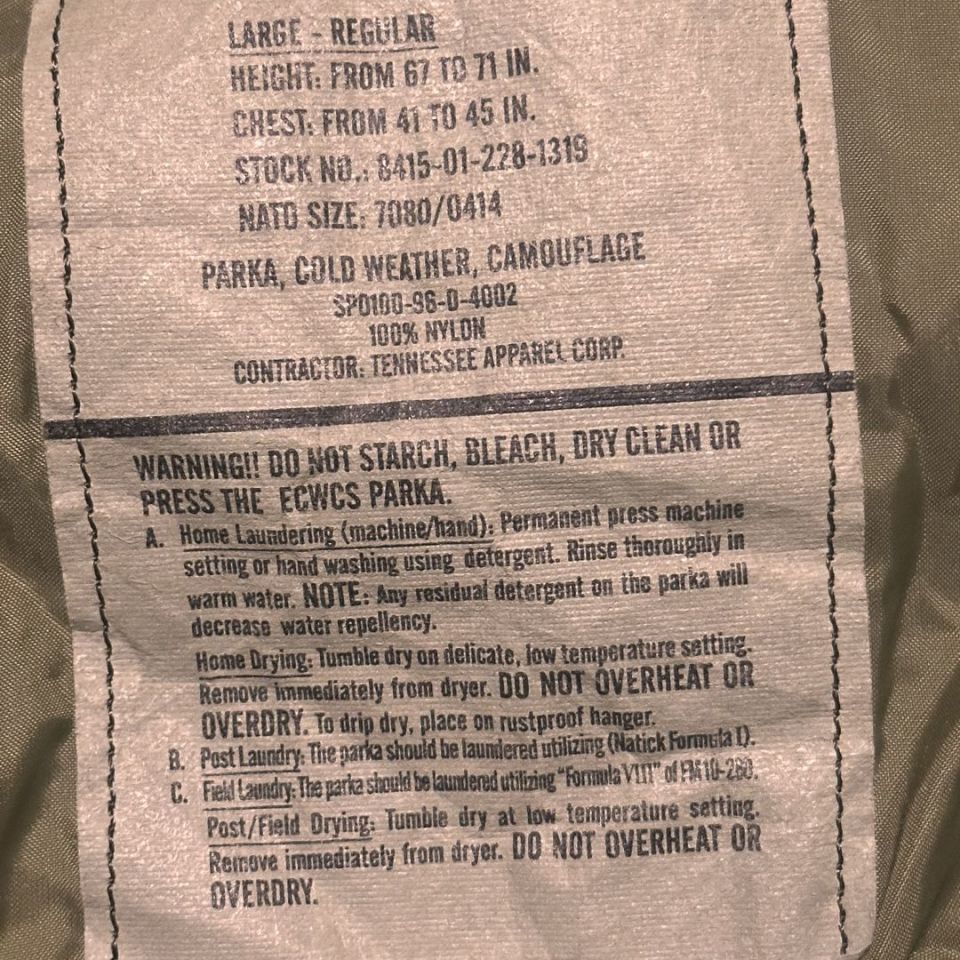 LARGE - REGULAR
HEIGHT: FROM 67 TO 71 IN.
CHEST: FROM 41 TO 45 IN.
STOCK NO.: 8415-01-228-1319
NATO SIZE: 7080/0414
PARKA, COLD WEATHER, CAMOUFLAGE
SP0100-96-D-4002
100% NYLON
CONTRACTOR: TENNESSEE APPAREL CORP.
WARNING!! DO NOT STARCH, BLEACH, DRY CLEAN OR
PRESS THE ECWCS PARKA.
A. Home Laundering (machine/hand): Permanent press machine
setting or hand washing using detergent. Rinse thoroughly in
warm water. NOTE: Any residual detergent on the parka will
decrease water repellency.
Home Drying: Tumble dry on delicate, low temperature setting.
Remove immediately from dryer. DO NOT OVERHEAT OR
OVERDRY. To drip dry, place on rustproof hanger.
B. Post Laundry: The parka should be laundered utilizing (Natick Formula I).
C. Field Laundry: The parka should be laundered utilizing "Formula VIII" of FM10-280.
Post/Field Drying: Tumble dry at low temperature setting.
Remove immediately from dryer. DO NOT OVERHEAT OR
OVERDRY.